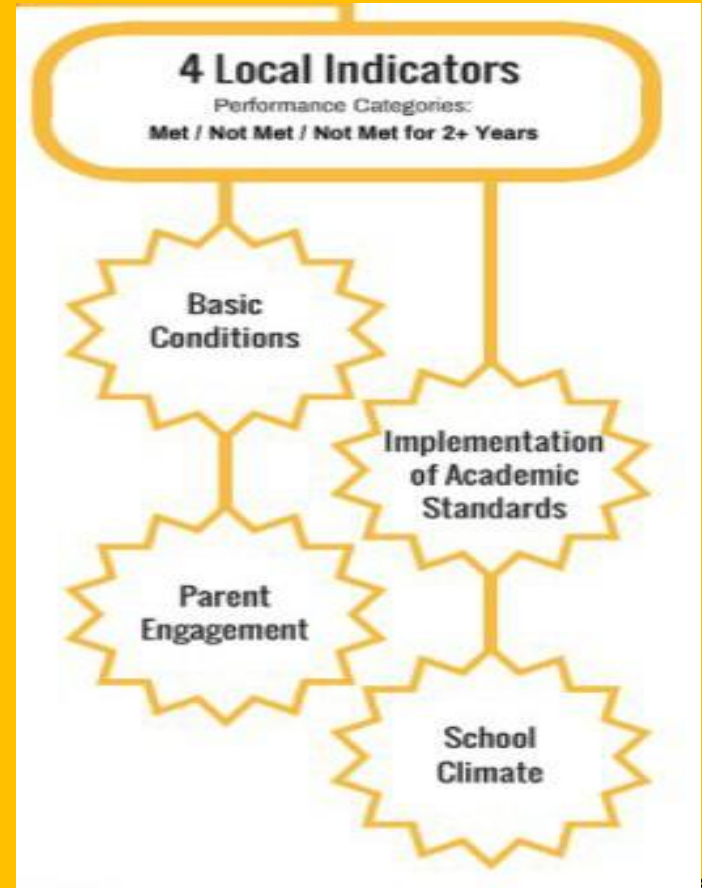 4 Local Indicators
Performance Categories:
Met / Not Met / Not Met for 2+ Years
Basic
Conditions
Implementation
of Academic
Standards
Parent
Engagement
School
Climate